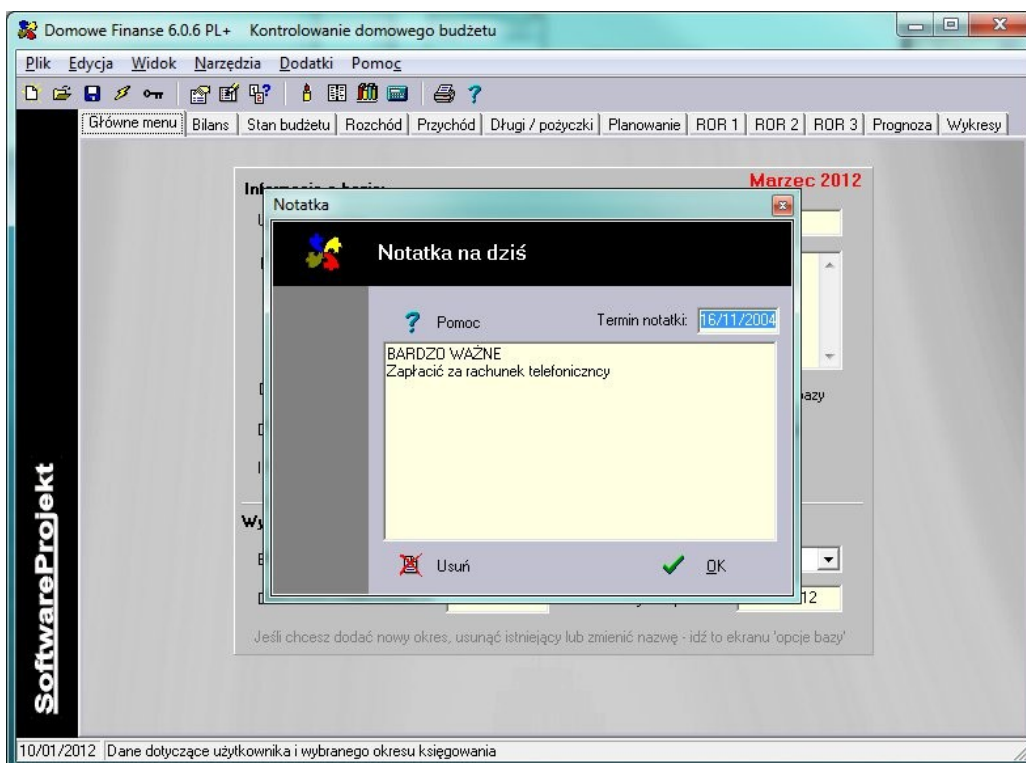 Domowe Finanse 6.0.6 PL+ Kontrolowanie domowego budżetu
Plik Edycja Widok Narzędzia Dodatki Pomoc
Główne menu Bilans Stan budżetu Rozchód Przychód Długi / pożyczki Planowanie ROR 1 ROR 2 ROR 3 Prognoza Wykresy
Marzec 2012
Notatka
Notatka na dziś
Pomoc Termin notatki: 16/11/2004
BARDZO WAŻNE
Zapłacić za rachunek telefoniczncy
Usuń OK
Jeśli chcesz dodać nowy okres, usunąć istniejący lub zmienić nazwę - idź to ekranu 'opcje bazy'
SoftwareProjekt
10/01/2012 Dane dotyczące użytkownika i wybranego okresu księgowania